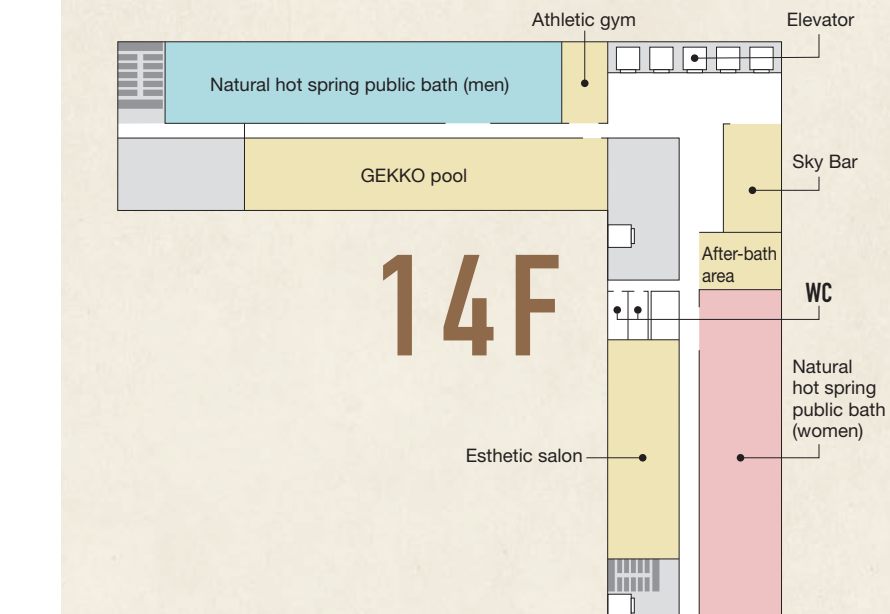 Athletic gym
Elevator
Natural hot spring public bath (men)
GEKKO pool
Sky Bar
After-bath
area
14F
WC
Natural
hot spring
public bath
(women)
Esthetic salon